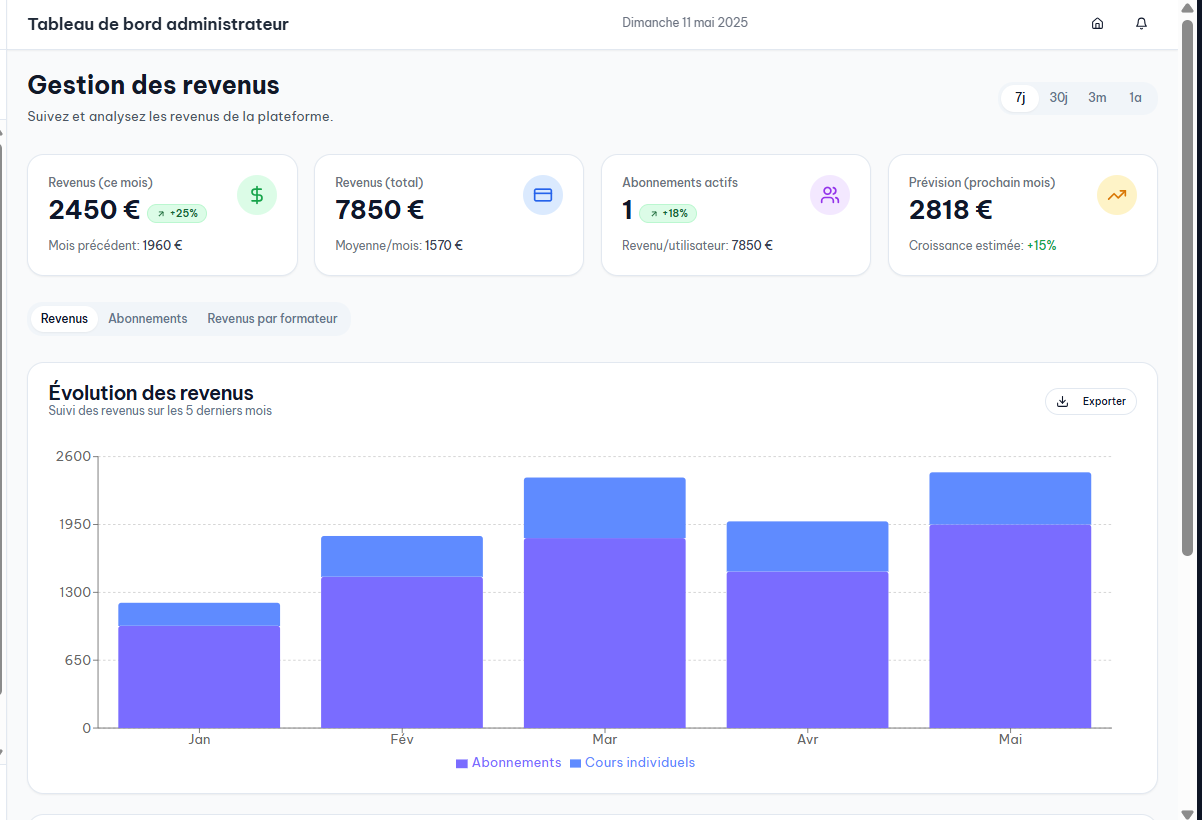 Tableau de bord administrateur
Dimanche 11 mai 2025
Gestion des revenus
Suivez et analysez les revenus de la plateforme.
7j 30j 3m 1a
Revenus (ce mois)
2450 € +25%
Mois précédent: 1960 €
Revenus (total)
7850 €
Moyenne/mois: 1570 €
Abonnements actifs
1 +18%
Revenu/utilisateur: 7850 €
Prévision (prochain mois)
2818 €
Croissance estimée: +15%
Revenus Abonnements Revenus par formateur
Évolution des revenus
Suivi des revenus sur les 5 derniers mois
Exporter
2600
1950
1300
650
0
Jan Fév Mar Avr Mai
Abonnements Cours individuels